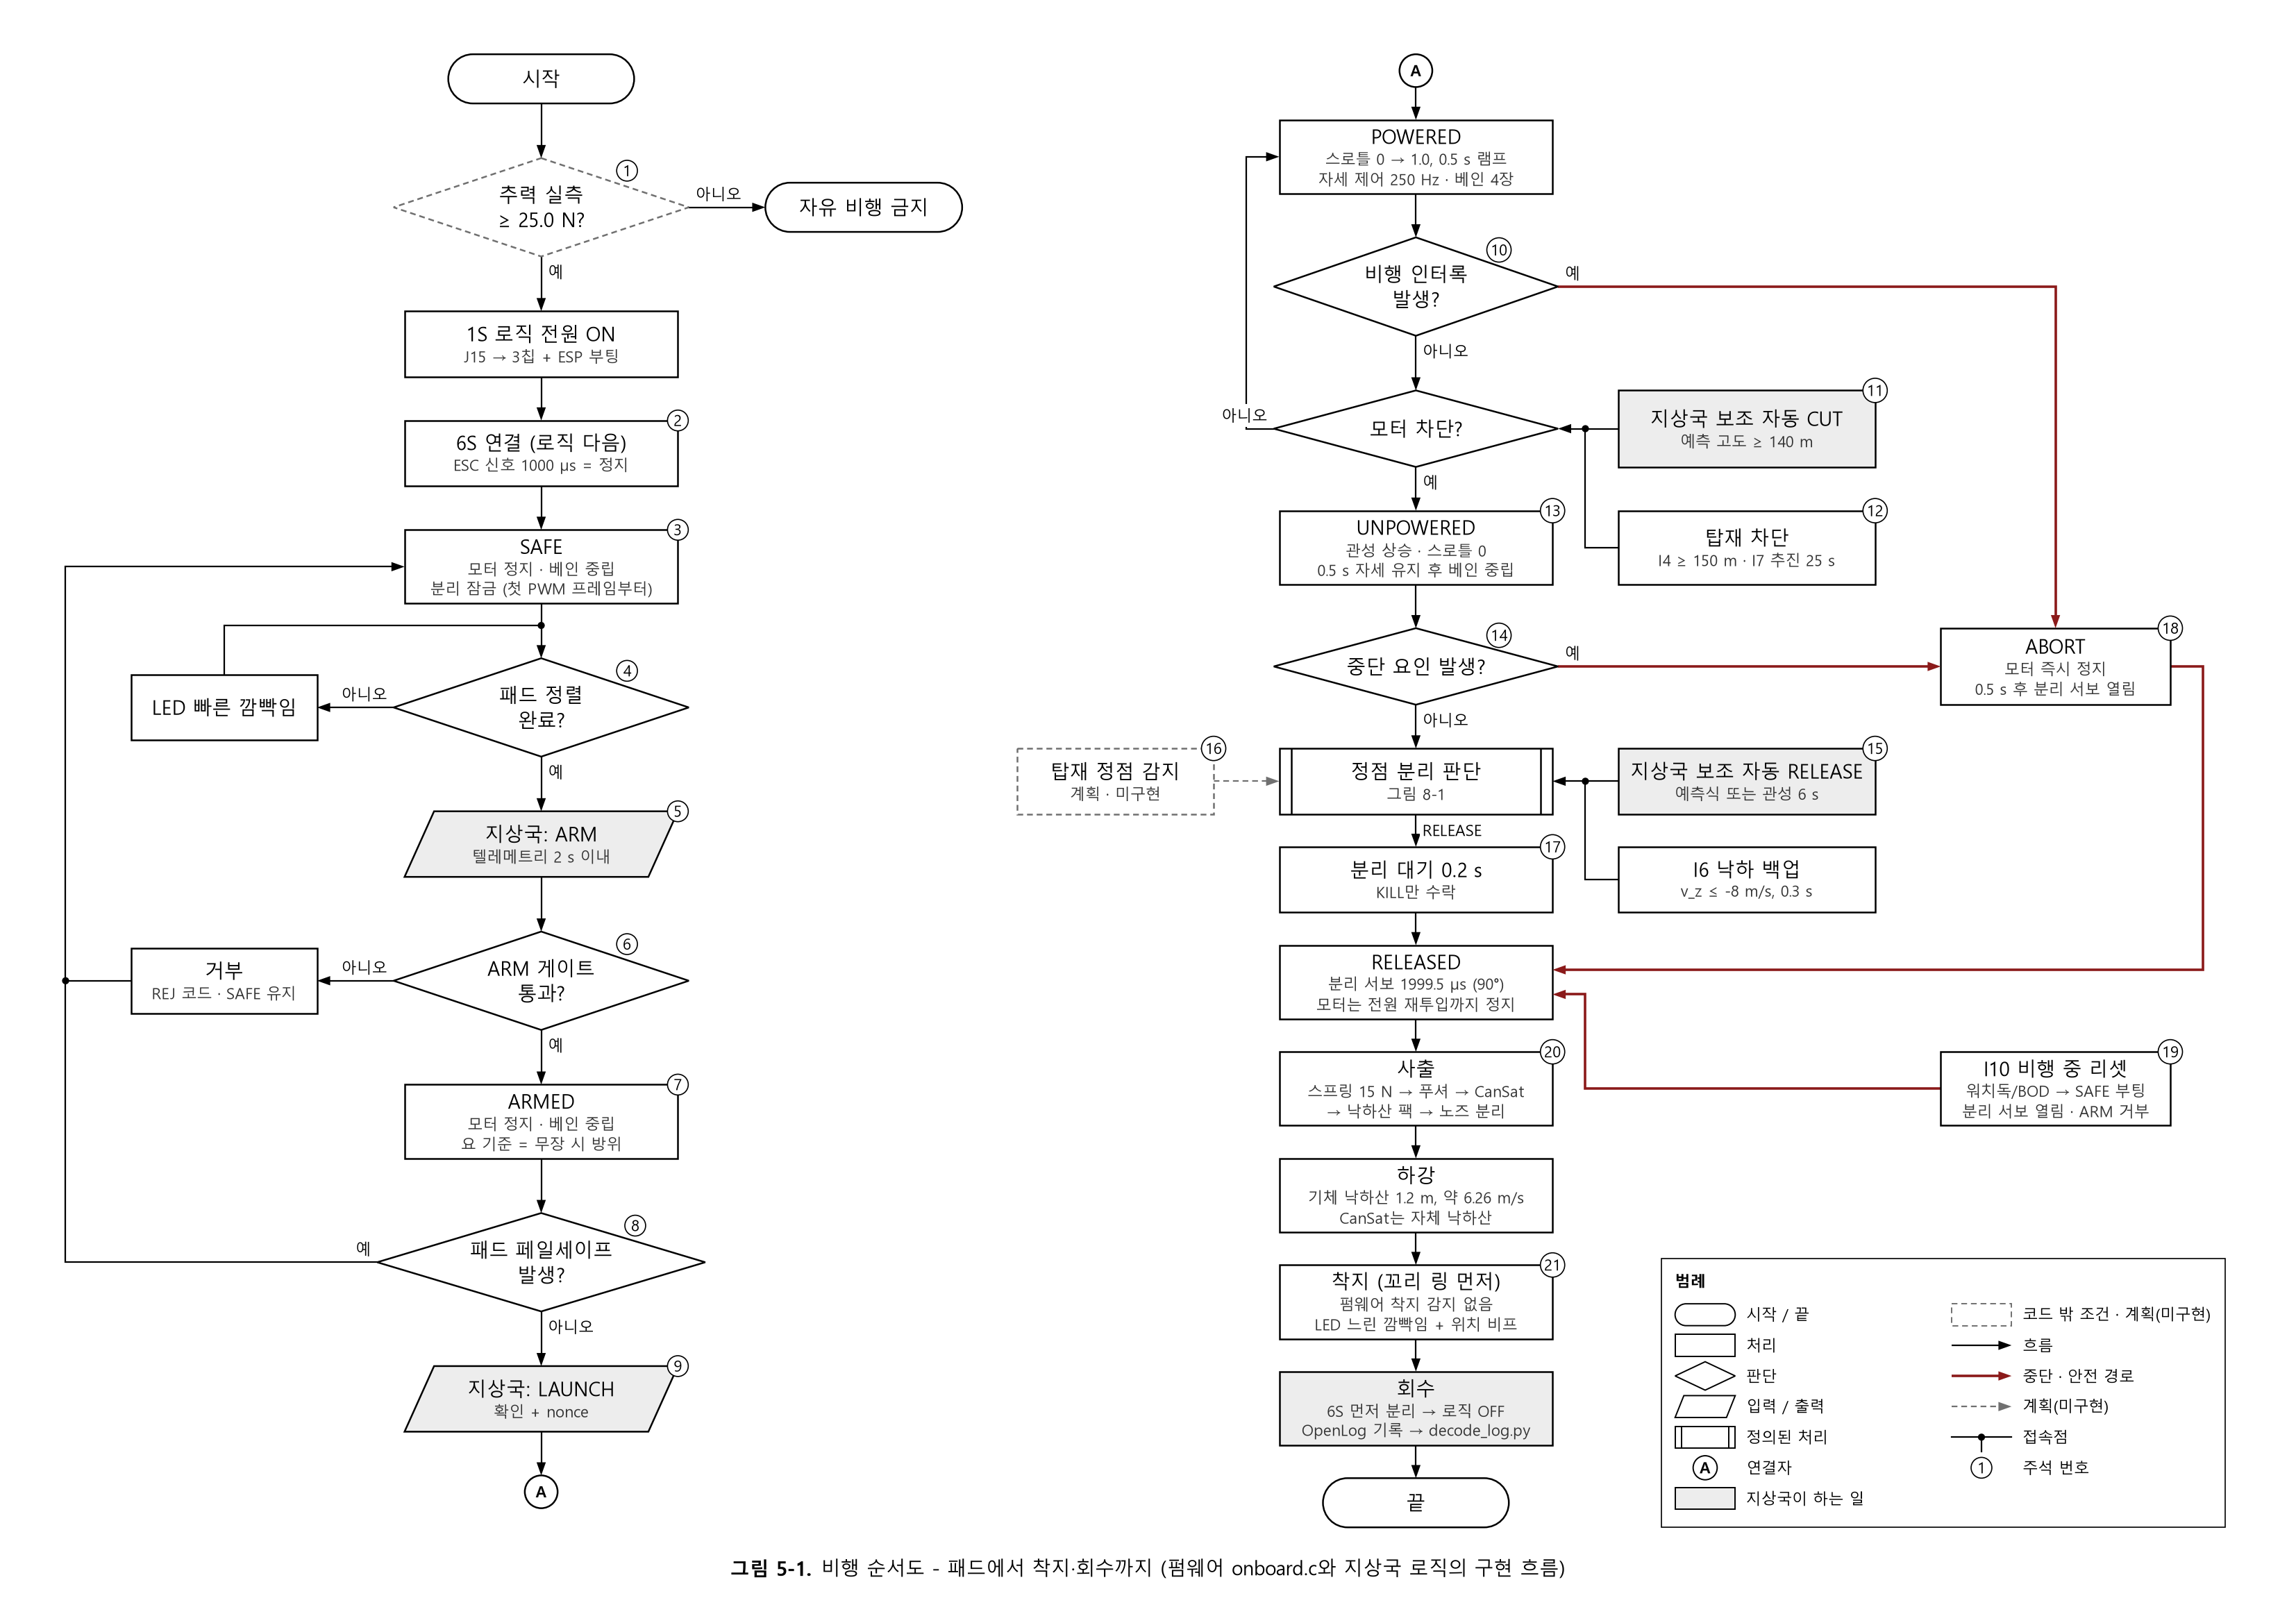 시작
1
추력 실측
≥ 25.0 N?
아니오
자유 비행 금지
예
1S 로직 전원 ON
J15 → 3칩 + ESP 부팅
2
6S 연결 (로직 다음)
ESC 신호 1000 µs = 정지
3
SAFE
모터 정지 · 베인 중립
분리 잠금 (첫 PWM 프레임부터)
4
패드 정렬
완료?
아니오
LED 빠른 깜빡임
예
5
지상국: ARM
텔레메트리 2 s 이내
6
ARM 게이트
통과?
아니오
거부
REJ 코드 · SAFE 유지
예
7
ARMED
모터 정지 · 베인 중립
요 기준 = 무장 시 방위
8
패드 페일세이프
발생?
예
아니오
9
지상국: LAUNCH
확인 + nonce
A
A
POWERED
스로틀 0 → 1.0, 0.5 s 램프
자세 제어 250 Hz · 베인 4장
10
비행 인터록
발생?
예
아니오
모터 차단?
아니오
11
지상국 보조 자동 CUT
예측 고도 ≥ 140 m
예
12
탑재 차단
I4 ≥ 150 m · I7 추진 25 s
13
UNPOWERED
관성 상승 · 스로틀 0
0.5 s 자세 유지 후 베인 중립
14
중단 요인 발생?
예
18
ABORT
모터 즉시 정지
0.5 s 후 분리 서보 열림
아니오
16
탑재 정점 감지
계획 · 미구현
정점 분리 판단
그림 8-1
15
지상국 보조 자동 RELEASE
예측식 또는 관성 6 s
RELEASE
17
분리 대기 0.2 s
KILL만 수락
I6 낙하 백업
v_z ≤ -8 m/s, 0.3 s
RELEASED
분리 서보 1999.5 µs (90°)
모터는 전원 재투입까지 정지
19
I10 비행 중 리셋
워치독/BOD → SAFE 부팅
분리 서보 열림 · ARM 거부
20
사출
스프링 15 N → 푸셔 → CanSat
→ 낙하산 팩 → 노즈 분리
하강
기체 낙하산 1.2 m, 약 6.26 m/s
CanSat는 자체 낙하산
21
착지 (꼬리 링 먼저)
펌웨어 착지 감지 없음
LED 느린 깜빡임 + 위치 비프
회수
6S 먼저 분리 → 로직 OFF
OpenLog 기록 → decode_log.py
끝
범례
시작 / 끝
처리
판단
입력 / 출력
정의된 처리
A 연결자
지상국이 하는 일
코드 밖 조건 · 계획(미구현)
흐름
중단 · 안전 경로
계획(미구현)
접속점
1 주석 번호
그림 5-1. 비행 순서도 - 패드에서 착지·회수까지 (펌웨어 onboard.c와 지상국 로직의 구현 흐름)